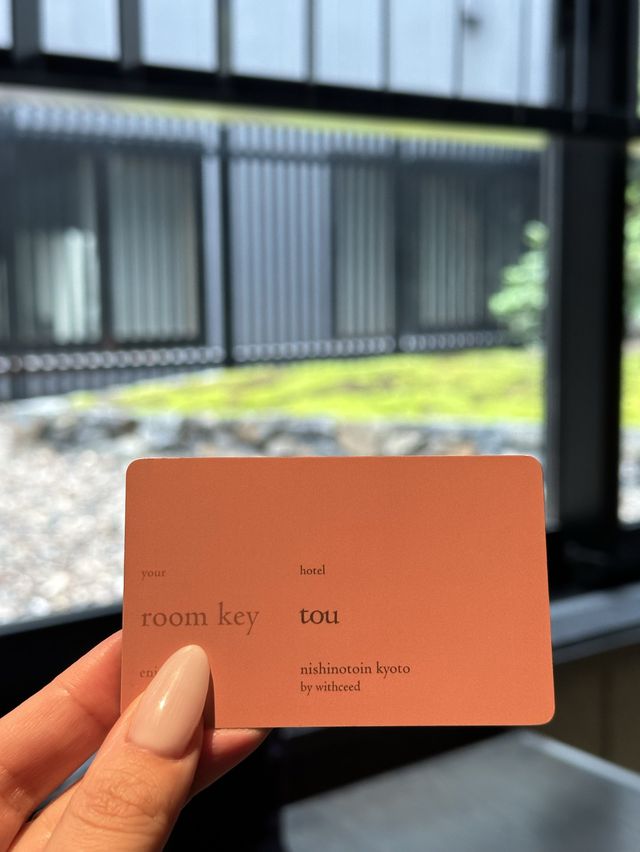 your
room key
hotel
tou
nishinotoin kyoto
by withceed